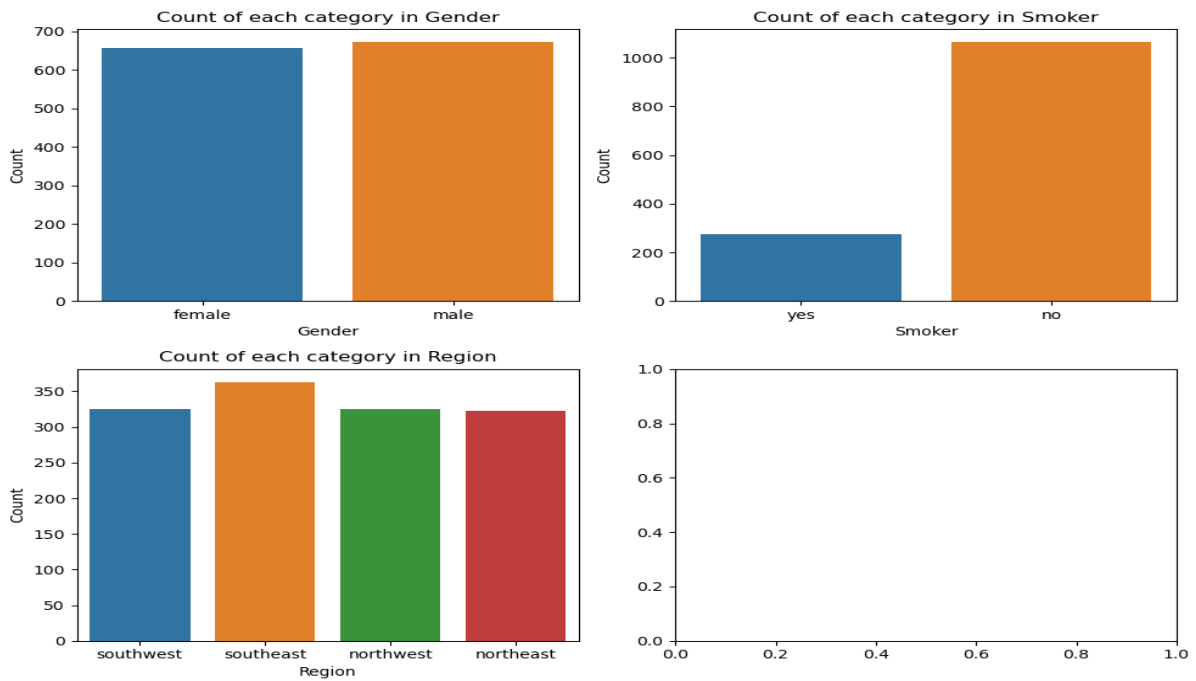 Count of each category in Gender
700
600
500
400
300
200
100
0
Count
female male
Gender
Count of each category in Smoker
1000
800
600
400
200
0
Count
yes no
Smoker
Count of each category in Region
350
300
250
200
150
100
50
0
Count
southwest southeast northwest northeast
Region
1.0
0.8
0.6
0.4
0.2
0.0
0.0 0.2 0.4 0.6 0.8 1.0